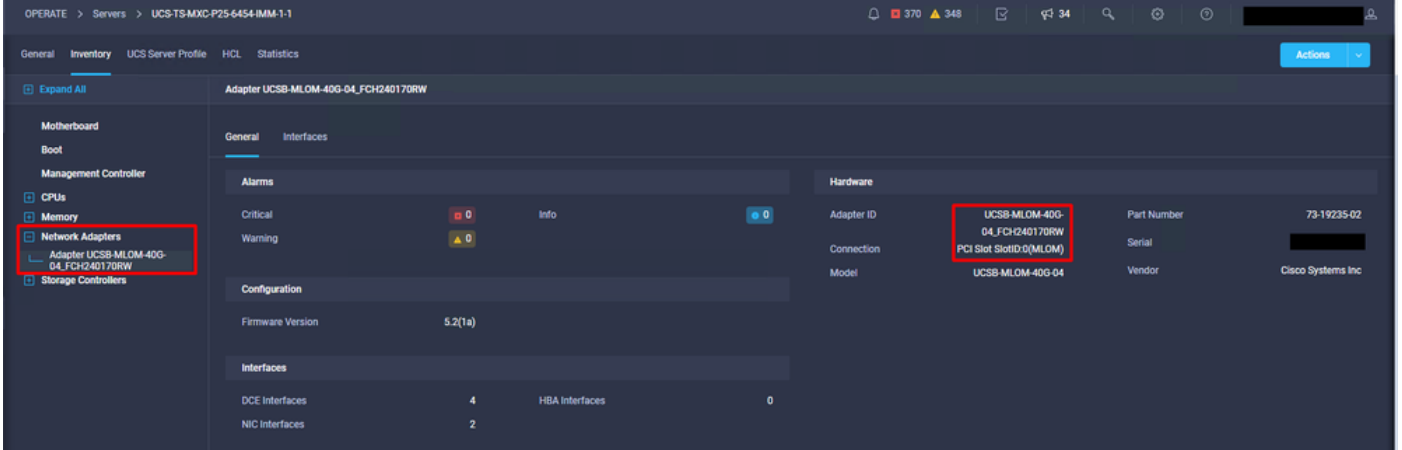 OPERATE > Servers > UCS-TS-MXC-P25-6454-IMM-1-1
370 348 34
General Inventory UCS Server Profile HCL Statistics
Actions
Expand All
Motherboard
Boot
Management Controller
CPUs
Memory
Network Adapters
Adapter UCSB-MLOM-40G-
04_FCH240170RW
Storage Controllers
Adapter UCSB-MLOM-40G-04_FCH240170RW
General Interfaces
Alarms
Critical 0 Info 0
Warning 0
Configuration
Firmware Version 5.2(1a)
Interfaces
DCE Interfaces 4 HBA Interfaces 0
NIC Interfaces 2
Hardware
Adapter ID UCSB-MLOM-40G-
04_FCH240170RW
Connection PCI Slot SlotID:0(MLOM)
Model UCSB-MLOM-40G-04
Part Number 73-19235-02
Serial
Vendor Cisco Systems Inc